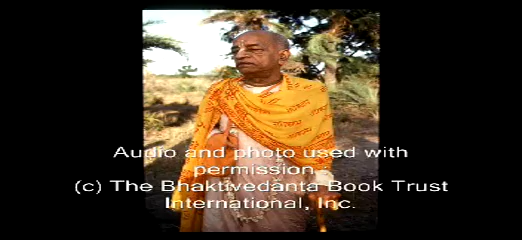 Audio and photo used with
permission
(c) The Bhaktivedanta Book Trust
International, Inc.